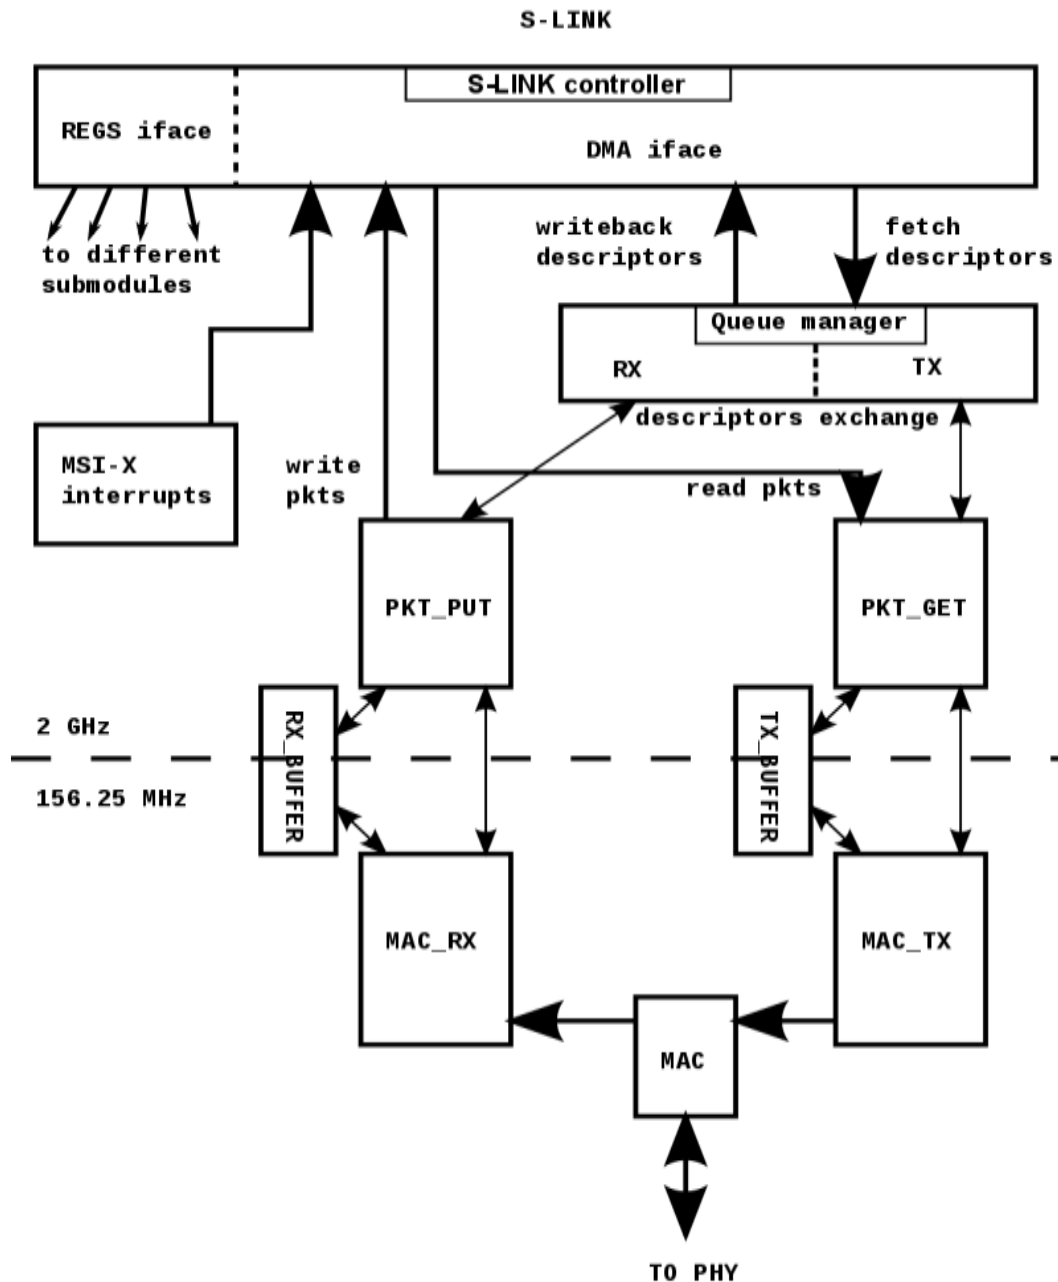 S-LINK
S-LINK controller
REGS iface
DMA iface
to different
submodules
writeback
descriptors
fetch
descriptors
Queue manager
RX
TX
descriptors exchange
MSI-X
interrupts
write
pkts
read pkts
PKT_PUT
PKT_GET
RX_BUFFER
TX_BUFFER
2 GHz
156.25 MHz
MAC_RX
MAC_TX
MAC
TO PHY